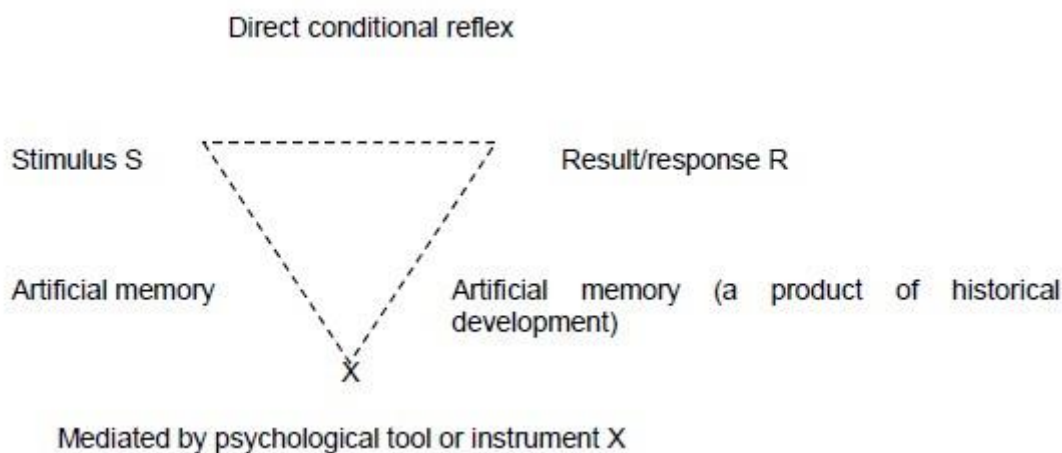 Direct conditional reflex
Stimulus S
Result/response R
Artificial memory
Artificial memory (a product of historical
development)
X
Mediated by psychological tool or instrument X